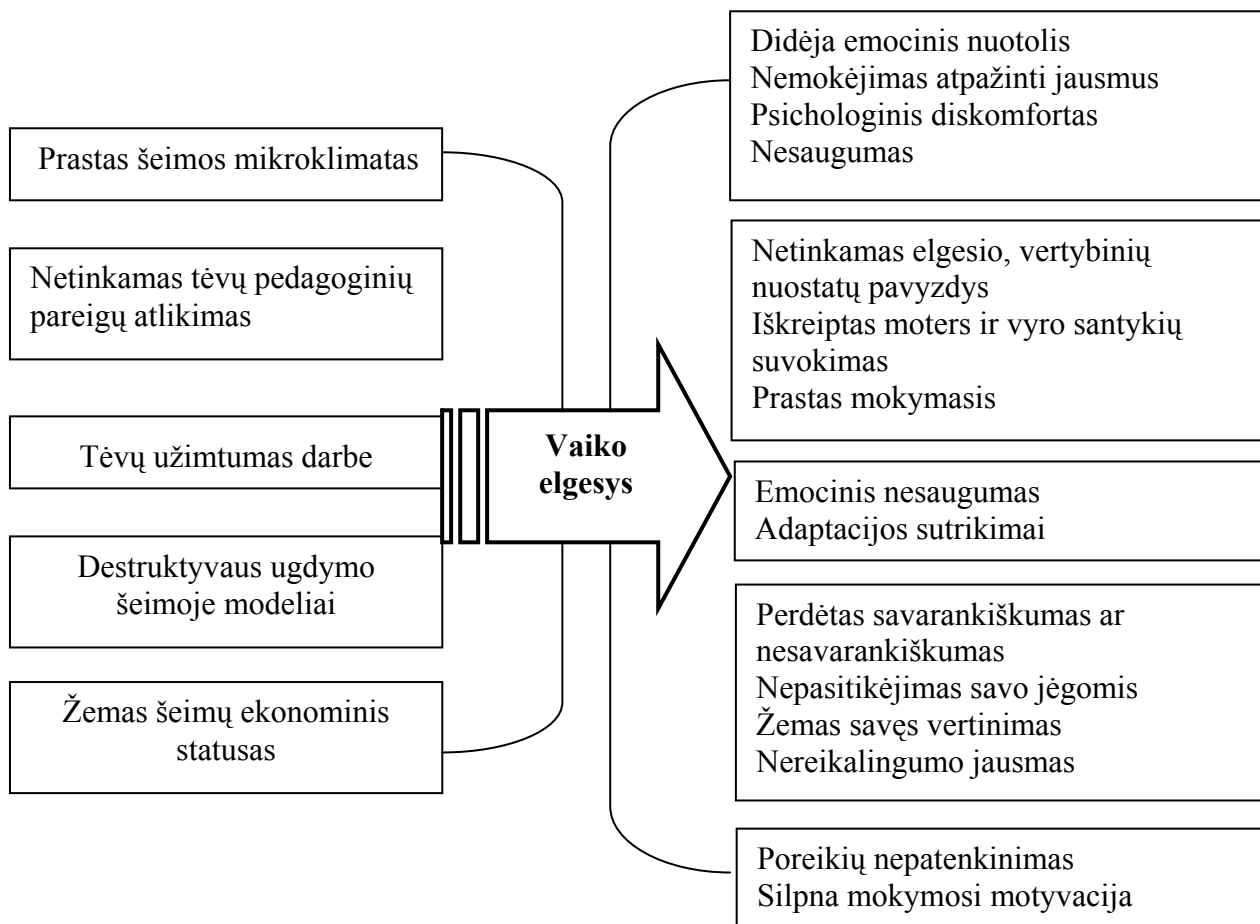 Prastas šeimos mikroklimatas
Netinkamas tėvų pedagoginių
pareigų atlikimas
Tėvų užimtumas darbe
Destruktyvaus ugdymo
šeimoje modeliai
Žemas šeimų ekonominis
statusas
Vaiko
elgesys
Didėja emocinis nuotolis
Nemokėjimas atpažinti jausmus
Psichologinis diskomfortas
Nesaugumas
Netinkamas elgesio, vertybinių
nuostatų pavyzdys
Iškreiptas moters ir vyro santykių
suvokimas
Prastas mokymasis
Emocinis nesaugumas
Adaptacijos sutrikimai
Perdėtas savarankiškumas ar
nesavarankiškumas
Nepasitikėjimas savo jėgomis
Žemas savęs vertinimas
Nereikalingumo jausmas
Poreikių nepatenkinimas
Silpna mokymosi motyvacija